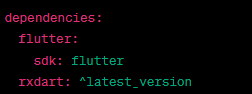 dependencies:
  flutter:
    sdk: flutter
  rxdart: ^latest_version